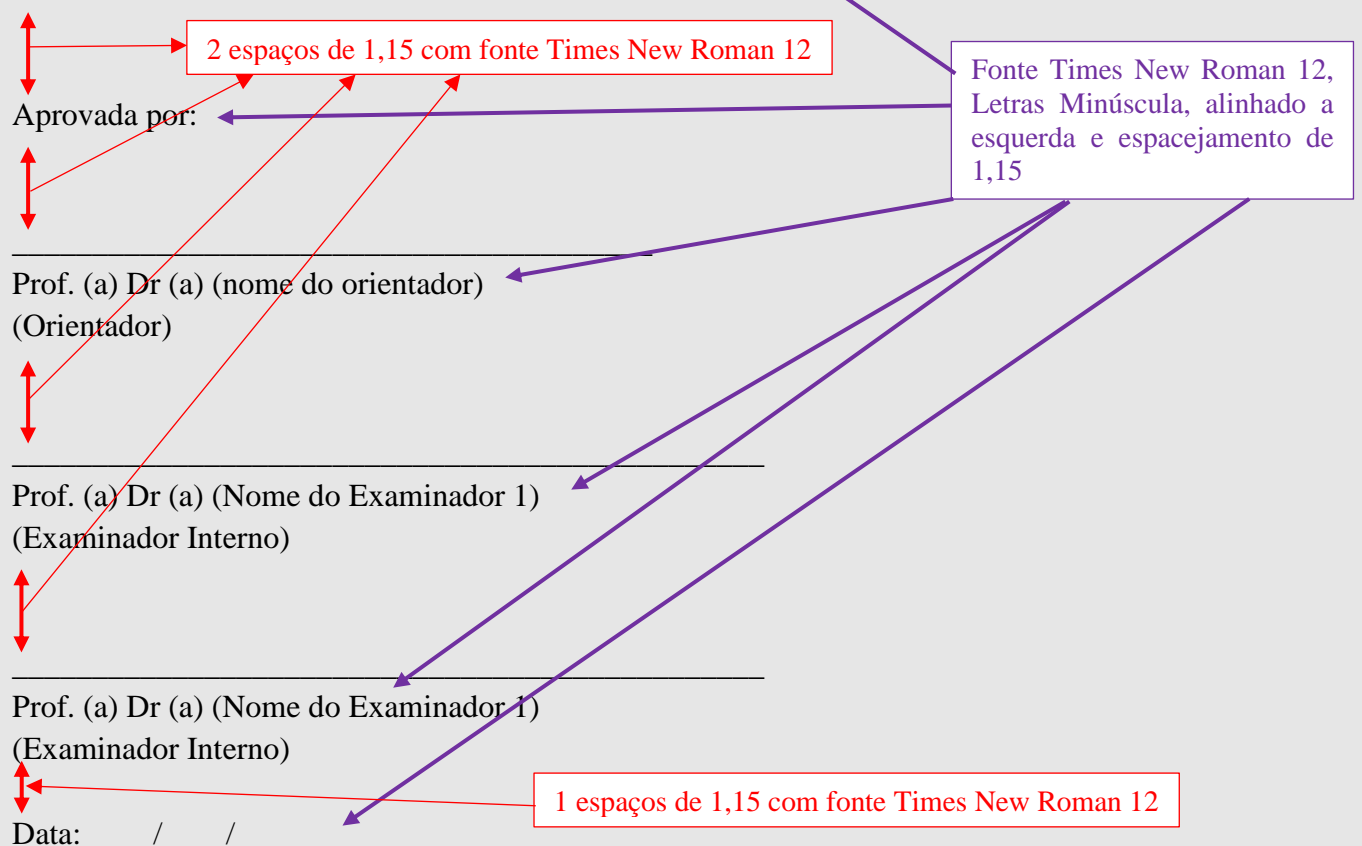 2 espaços de 1,15 com fonte Times New Roman 12
Fonte Times New Roman 12,
Letras Minúscula, alinhado a
esquerda e espacejamento de
1,15
Aprovada por:
________________________________________
Prof. (a) Dr (a) (nome do orientador)
(Orientador)
_______________________________________________
Prof. (a) Dr (a) (Nome do Examinador 1)
(Examinador Interno)
_______________________________________________
Prof. (a) Dr (a) (Nome do Examinador 1)
(Examinador Interno)
1 espaços de 1,15 com fonte Times New Roman 12
Data: / /